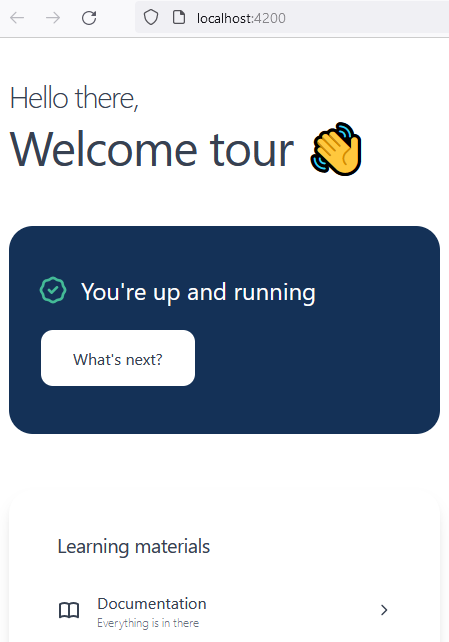 localhost:4200
Hello there,
Welcome tour 👋
You're up and running
What's next?
Learning materials
Documentation
Everything is in there